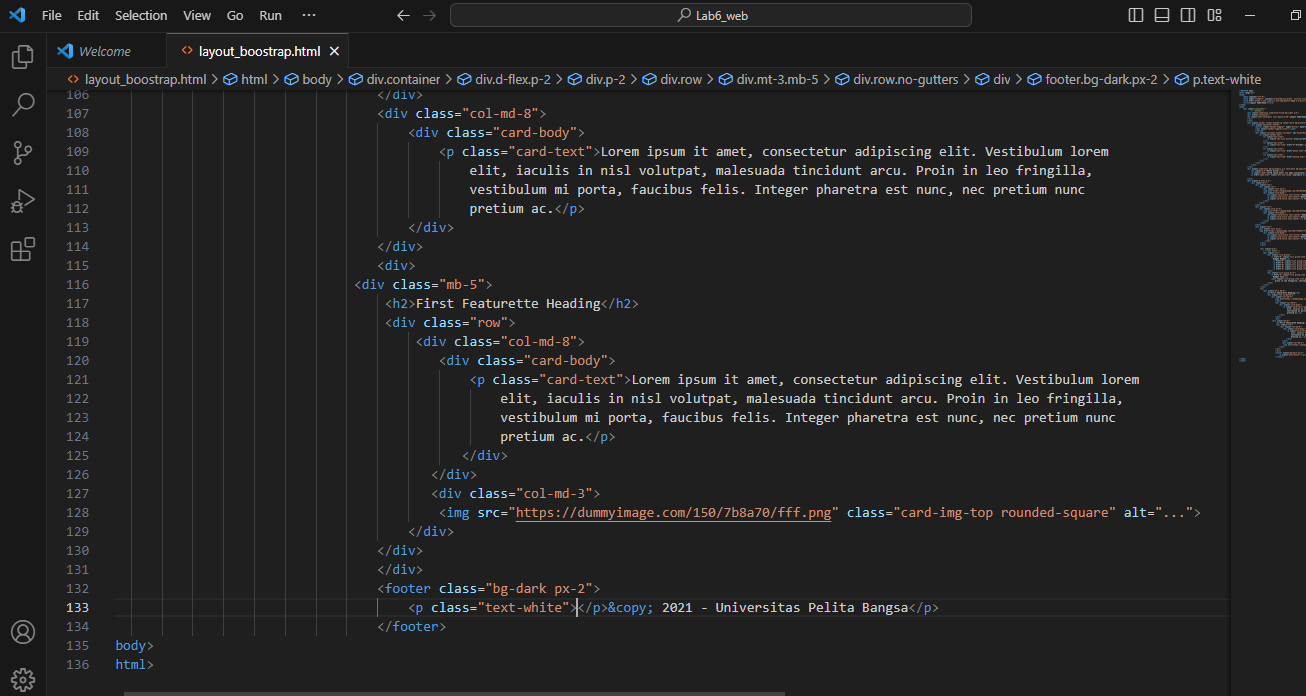 File Edit Selection View Go Run ··· Lab6_web
Welcome layout_boostrap.html
layout_boostrap.html > html > body > div.container > div.d-flex.p-2 > div.p-2 > div.row > div.mt-3.mb-5 > div.row.no-gutters > div > footer.bg-dark.px-2 > p.text-white
106 </div>
107 <div class="col-md-8">
108 <div class="card-body">
109 <p class="card-text">Lorem ipsum it amet, consectetur adipiscing elit. Vestibulum lorem
110 elit, iaculis in nisl volutpat, malesuada tincidunt arcu. Proin in leo fringilla,
111 vestibulum mi porta, faucibus felis. Integer pharetra est nunc, nec pretium nunc
112 pretium ac.</p>
113 </div>
114 </div>
115 <div>
116 <div class="mb-5">
117 <h2>First Featurette Heading</h2>
118 <div class="row">
119 <div class="col-md-8">
120 <div class="card-body">
121 <p class="card-text">Lorem ipsum it amet, consectetur adipiscing elit. Vestibulum lorem
122 elit, iaculis in nisl volutpat, malesuada tincidunt arcu. Proin in leo fringilla,
123 vestibulum mi porta, faucibus felis. Integer pharetra est nunc, nec pretium nunc
124 pretium ac.</p>
125 </div>
126 </div>
127 <div class="col-md-3">
128 <img src="https://dummyimage.com/150/7b8a70/fff.png" class="card-img-top rounded-square" alt="...">
129 </div>
130 </div>
131 </div>
132 <footer class="bg-dark px-2">
133 <p class="text-white"></p>&copy; 2021 - Universitas Pelita Bangsa</p>
134 </footer>
135 body>
136 html>